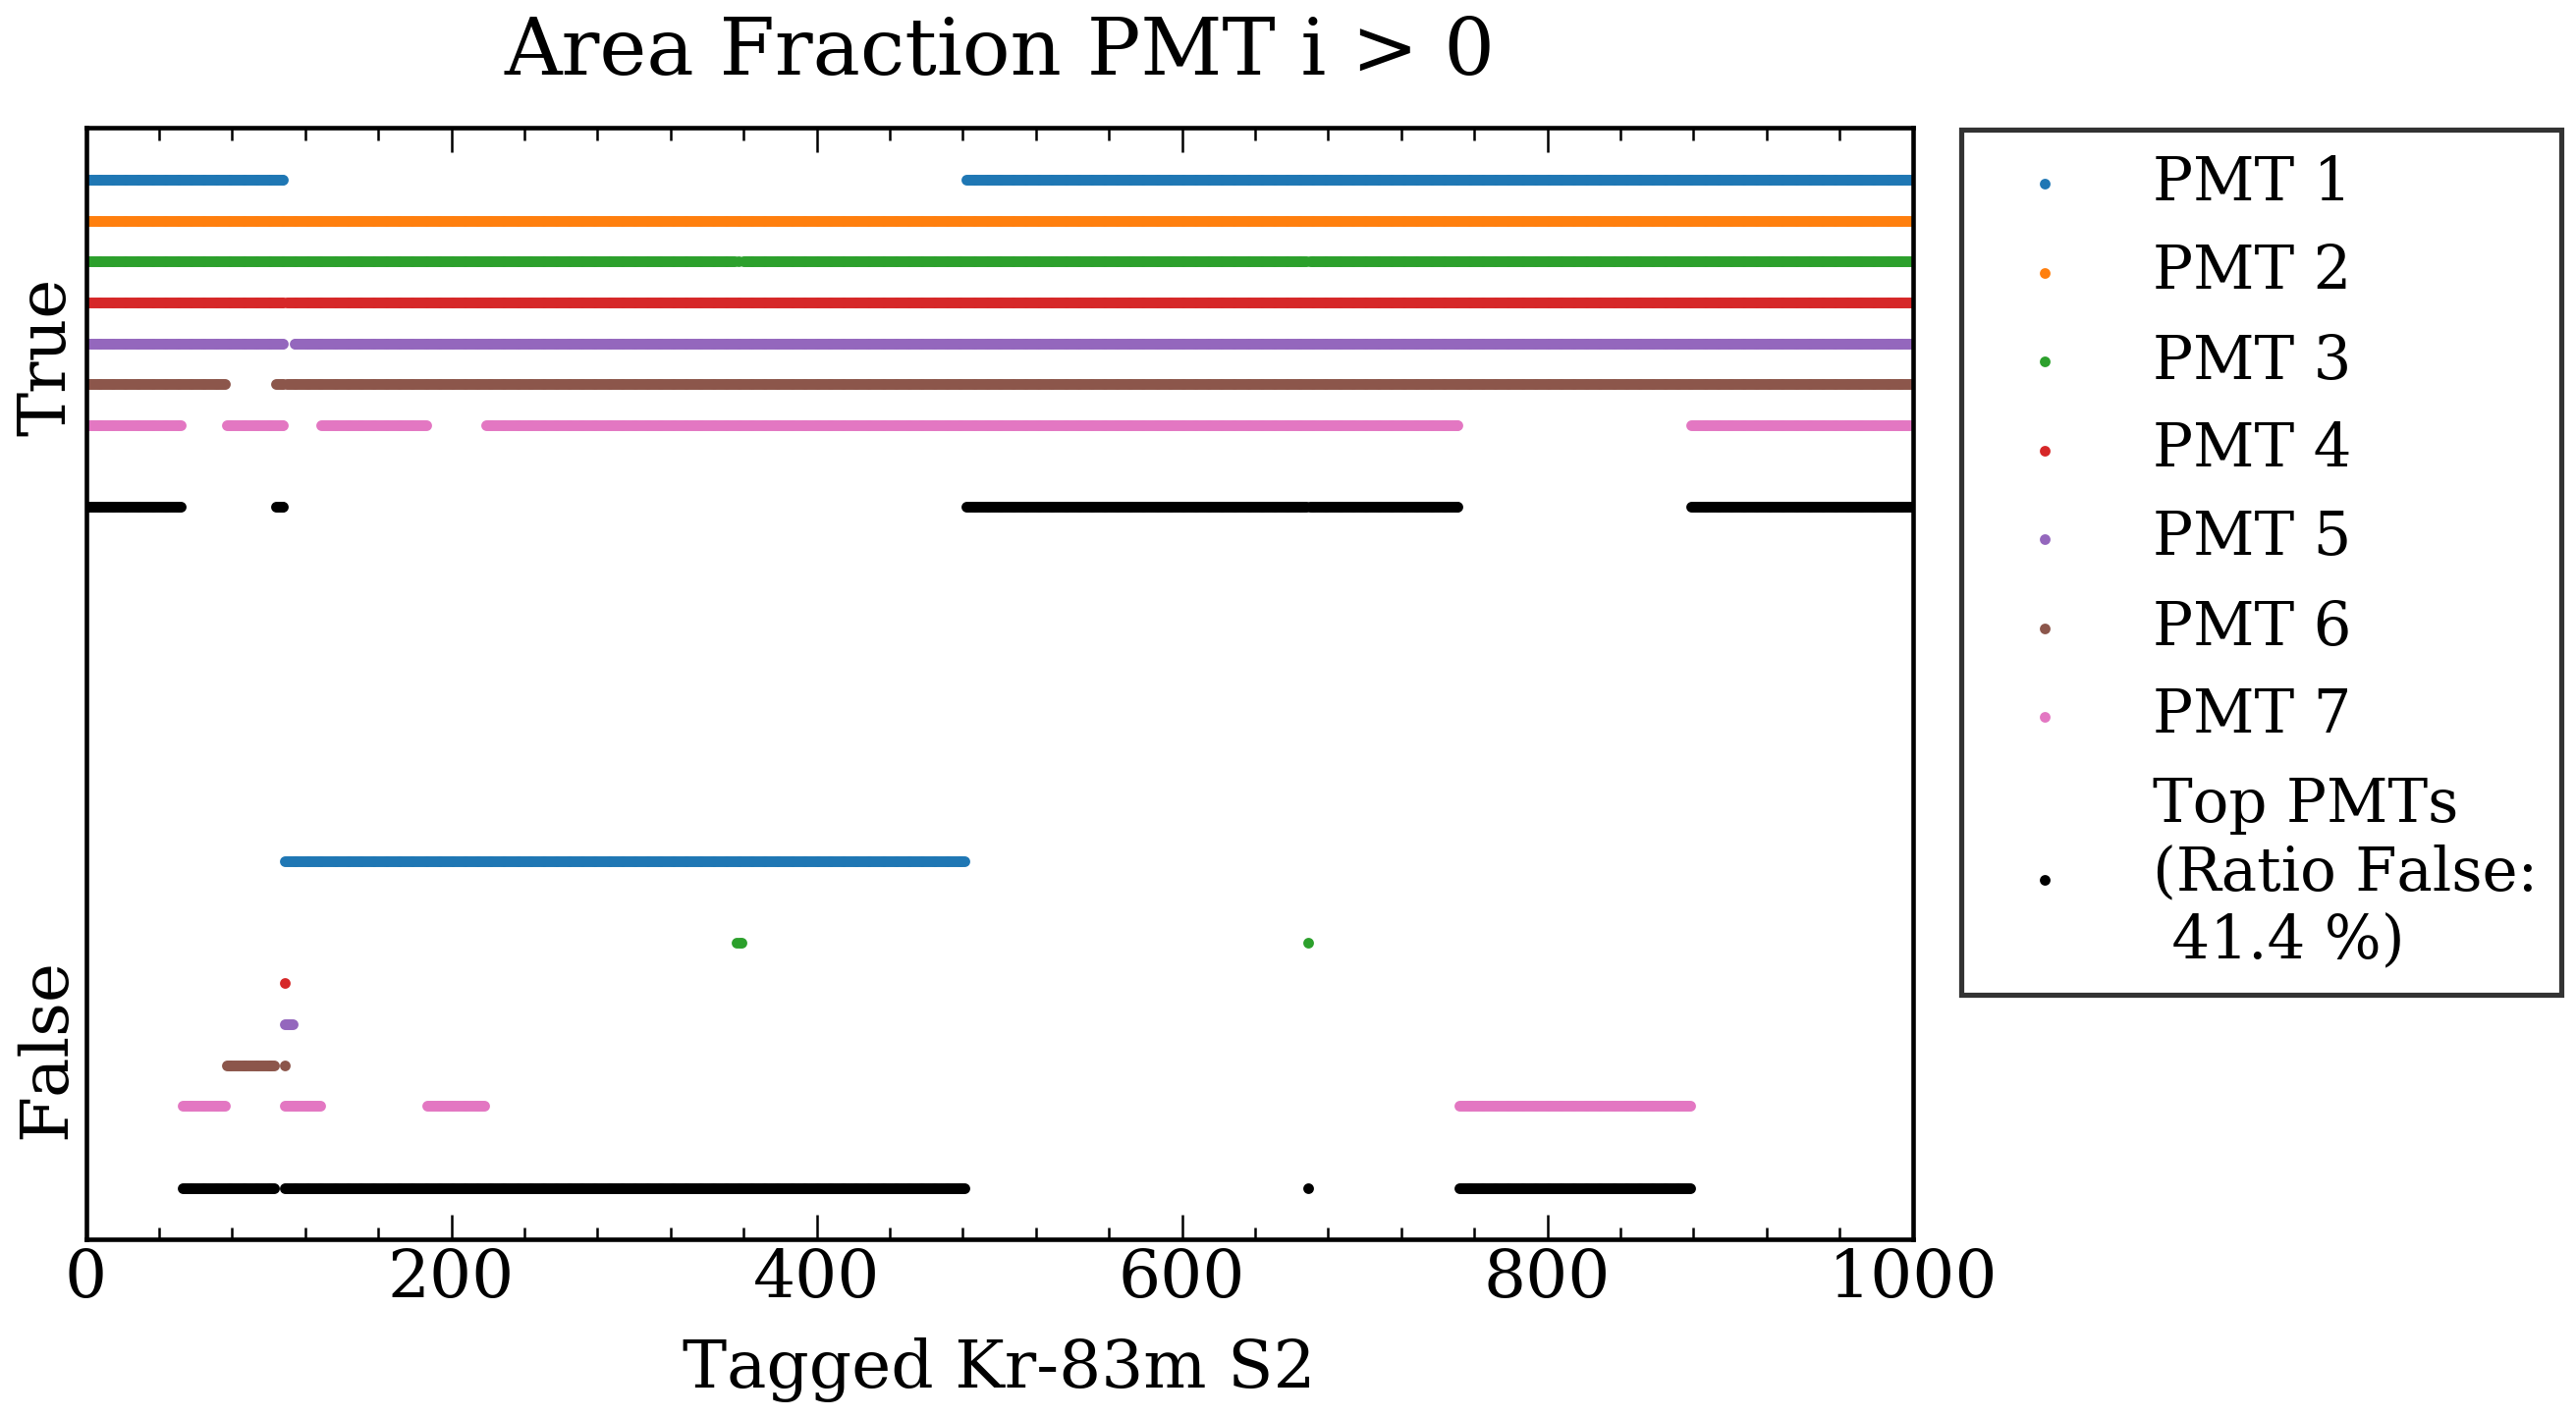 Area Fraction PMT i > 0
True
False
0
200
400
600
800
1000
Tagged Kr-83m S2
PMT 1
PMT 2
PMT 3
PMT 4
PMT 5
PMT 6
PMT 7
Top PMTs
(Ratio False:
41.4 %)